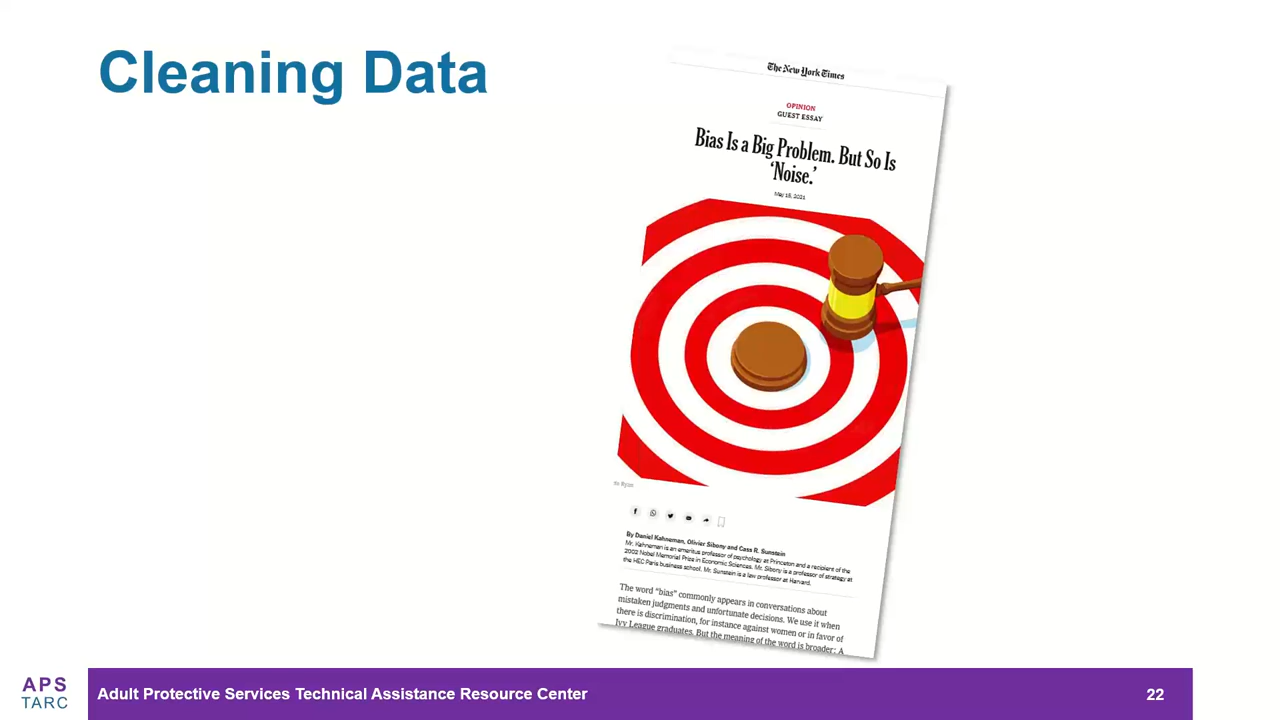 Cleaning Data
The New York Times
OPINION
GUEST ESSAY
Bias Is a Big Problem. But So Is
‘Noise.’
May 15, 2021
By Daniel Kahneman, Olivier Sibony and Cass R. Sunstein
Mr. Kahneman is an emeritus professor of psychology at Princeton and a recipient of the
2002 Nobel Memorial Prize in Economic Sciences. Mr. Sibony is a professor of strategy at
the HEC Paris business school. Mr. Sunstein is a law professor at Harvard.
The word “bias” commonly appears in conversations about
mistaken judgments and unfortunate decisions. We use it when
there is discrimination, for instance against women or in favor of
Ivy League graduates. But the meaning of the word is broader: A
APS
TARC
Adult Protective Services Technical Assistance Resource Center
22